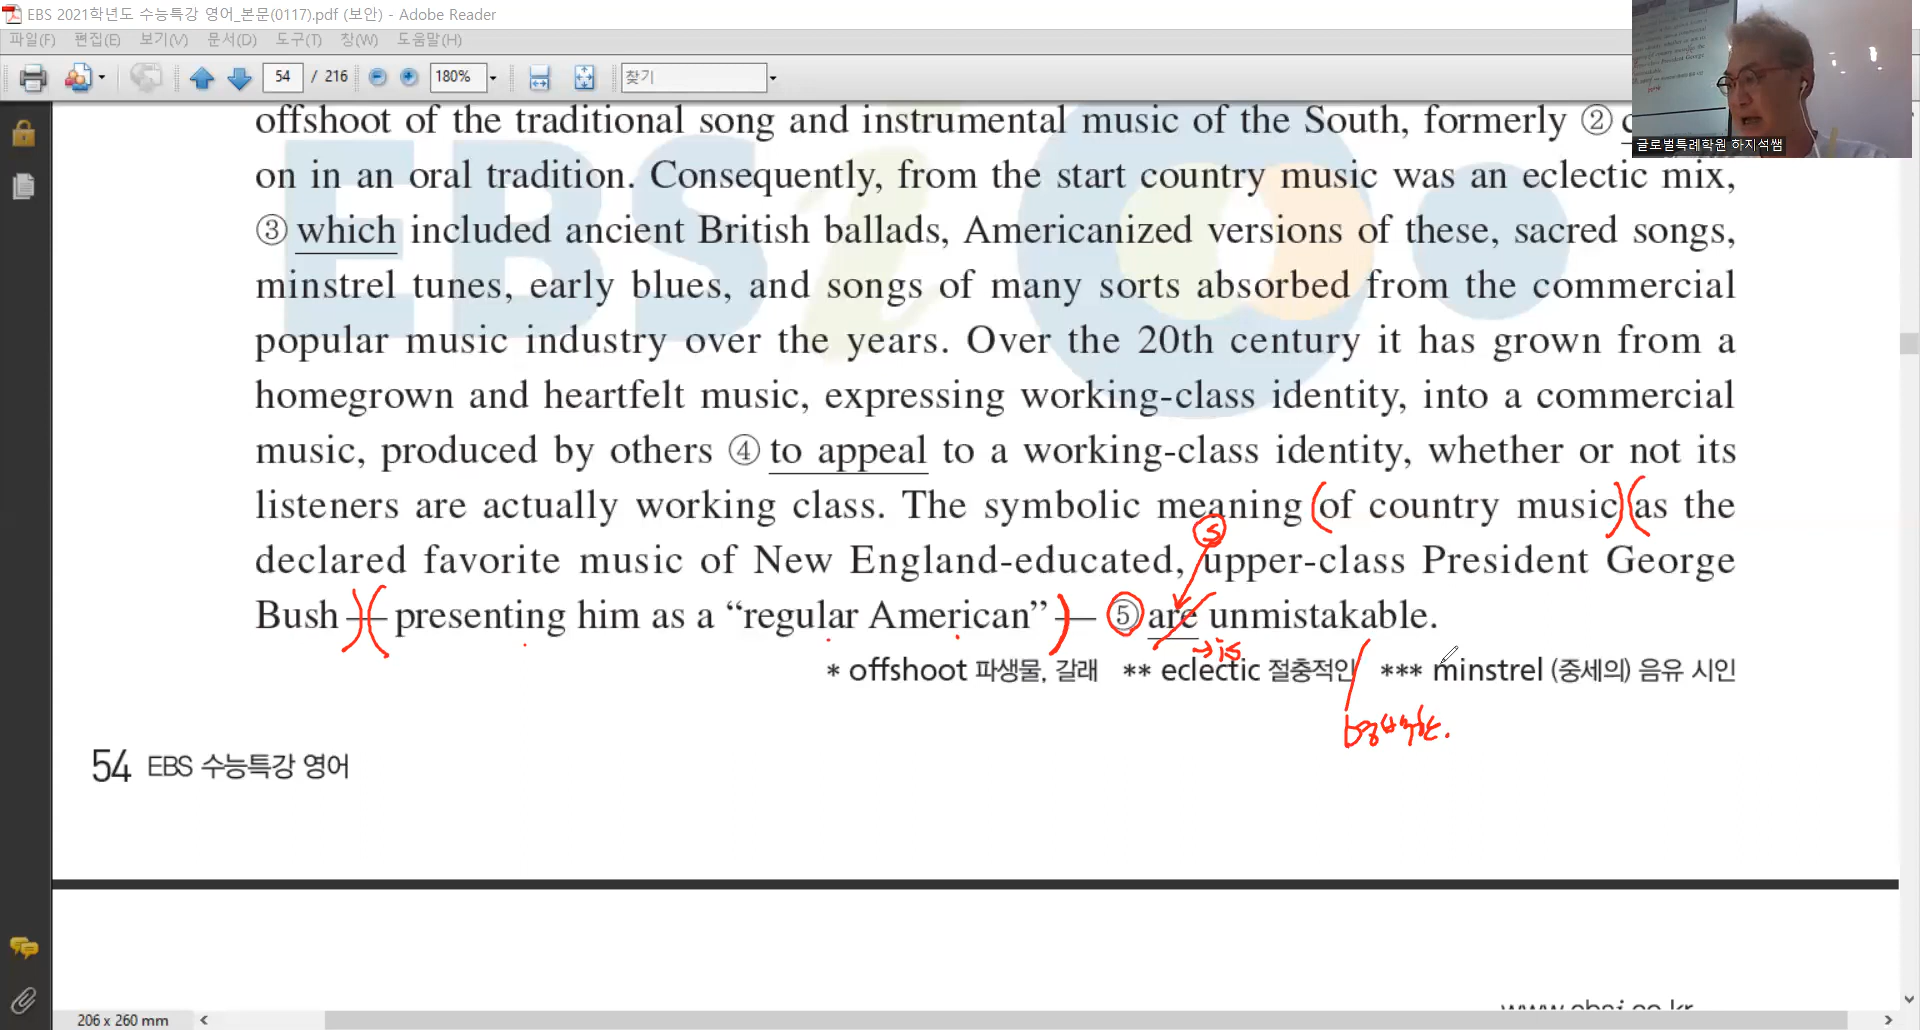 EBS 2021학년도 수능특강 영어_본문(0117).pdf (보안) - Adobe Reader
파일(F) 편집(E) 보기(V) 문서(D) 도구(T) 창(W) 도움말(H)
54 / 216 180% 찾기
글로벌특례학원 하지석쌤
offshoot of the traditional song and instrumental music of the South, formerly ②
on in an oral tradition. Consequently, from the start country music was an eclectic mix,
③ which included ancient British ballads, Americanized versions of these, sacred songs,
minstrel tunes, early blues, and songs of many sorts absorbed from the commercial
popular music industry over the years. Over the 20th century it has grown from a
homegrown and heartfelt music, expressing working-class identity, into a commercial
music, produced by others ④ to appeal to a working-class identity, whether or not its
listeners are actually working class. The symbolic meaning (of country music) (as the
S
declared favorite music of New England-educated, upper-class President George
Bush)—(presenting him as a “regular American”)— ⑤ are unmistakable.
→is
* offshoot 파생물, 갈래 ** eclectic 절충적인 *** minstrel (중세의) 음유 시인
54 EBS 수능특강 영어
206 x 260 mm